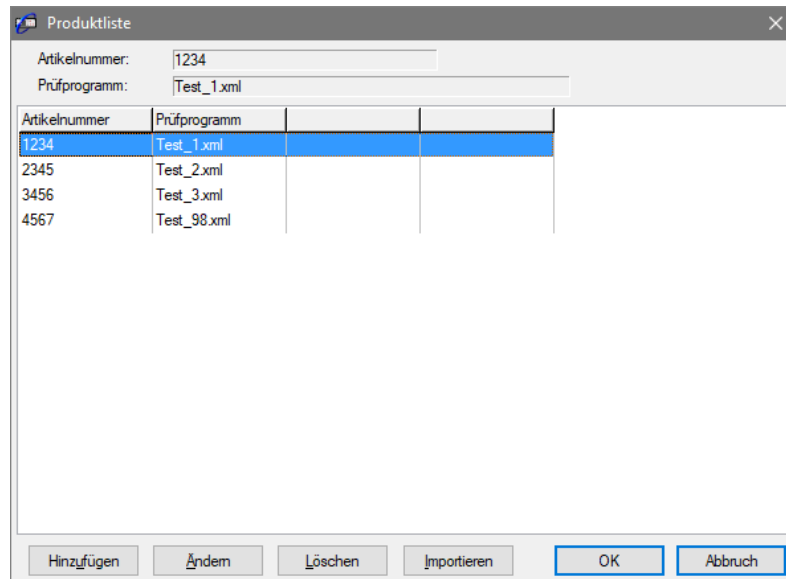 Produktliste
Artikelnummer: 1234
Prüfprogramm: Test_1.xml
Artikelnummer Prüfprogramm
1234 Test_1.xml
2345 Test_2.xml
3456 Test_3.xml
4567 Test_98.xml
Hinzufügen Ändern Löschen Importieren OK Abbruch